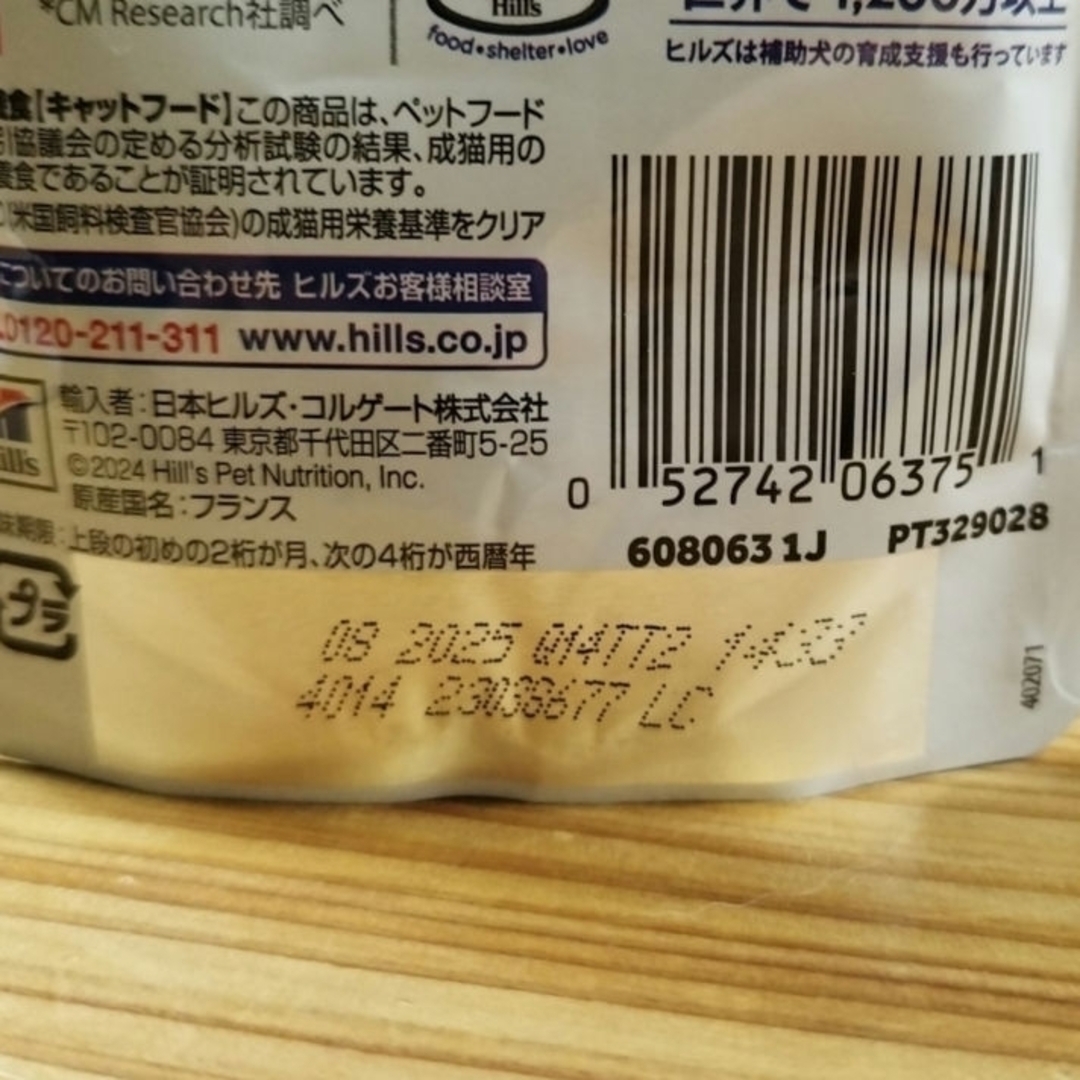 *CM Research社調べ
Hills
food•shelter•love
ヒルズは補助犬の育成支援も行っています
食【キャットフード】この商品は、ペットフード
協議会の定める分析試験の結果、成猫用の
食であることが証明されています。
(米国飼料検査官協会)の成猫用栄養基準をクリア
についてのお問い合わせ先 ヒルズお客様相談室
0120-211-311 www.hills.co.jp
輸入者:日本ヒルズ・コルゲート株式会社
〒102-0084 東京都千代田区二番町5-25
©2024 Hill's Pet Nutrition, Inc.
原産国名:フランス
味期限:上段の初めの2桁が月、次の4桁が西暦年
プラ
0 52742 06375 1
608063 1J PT329028
402071
08 2025 Q14TT2
4014 LC